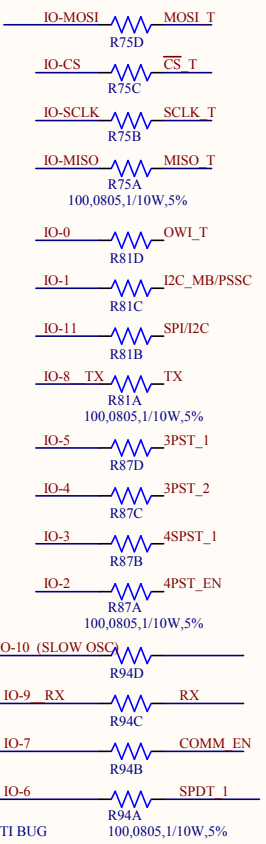 IO-MOSI MOSI_T
R75D
IO-CS CS_T
R75C
IO-SCLK SCLK_T
R75B
IO-MISO MISO_T
R75A
100,0805,1/10W,5%
IO-0 OWI_T
R81D
IO-1 I2C_MB/PSSC
R81C
IO-11 SPI/I2C
R81B
IO-8 TX TX
R81A
100,0805,1/10W,5%
IO-5 3PST_1
R87D
IO-4 3PST_2
R87C
IO-3 4SPST_1
R87B
IO-2 4PST_EN
R87A
100,0805,1/10W,5%
O-10 (SLOW OSC)
R94D
IO-9_RX RX
R94C
IO-7 COMM_EN
R94B
IO-6 SPDT_1
R94A
TI BUG 100,0805,1/10W,5%